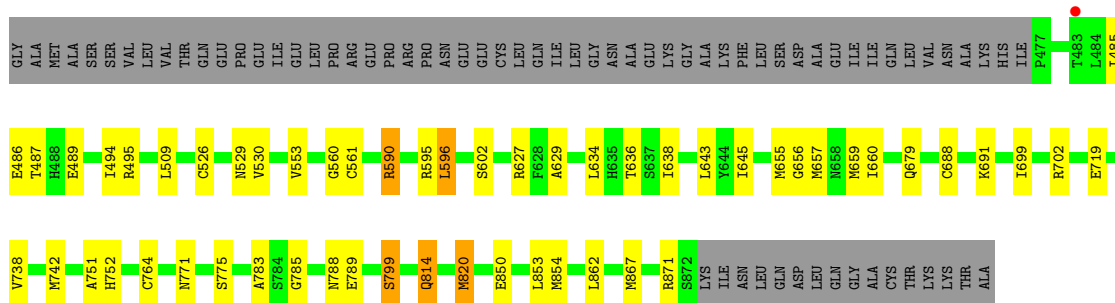 GLY ALA MET ALA SER SER VAL LEU VAL THR GLN GLU GLU PRO GLU ILE GLU LEU PRO ARG GLU PRO ARG PRO ASN GLU GLU CYS LEU GLN ILE LEU GLY ASN ALA GLU LYS GLY ALA LYS PHE LEU SER ASP ALA GLU ILE ILE GLN LEU VAL ASN ALA LYS HIS ILE P477 T483 L484 I485
E486 T487 H488 E489 I494 R495 L509 C526 N529 V530 V553 G560 C561 R590 R595 L596 S602 R627 F628 A629 L634 H635 T636 S637 I638 L643 Y644 I645 M655 G656 M657 N658 M659 I660 Q679 C688 K691 I699 R702 E719
V738 M742 A751 H752 C764 N771 S775 A783 S784 G785 N788 E789 S799 Q814 M820 E850 L853 M854 L862 M867 R871 S872 LYS ILE ASN LEU GLN ASP LEU GLN GLY ALA CYS THR LYS LYS THR ALA